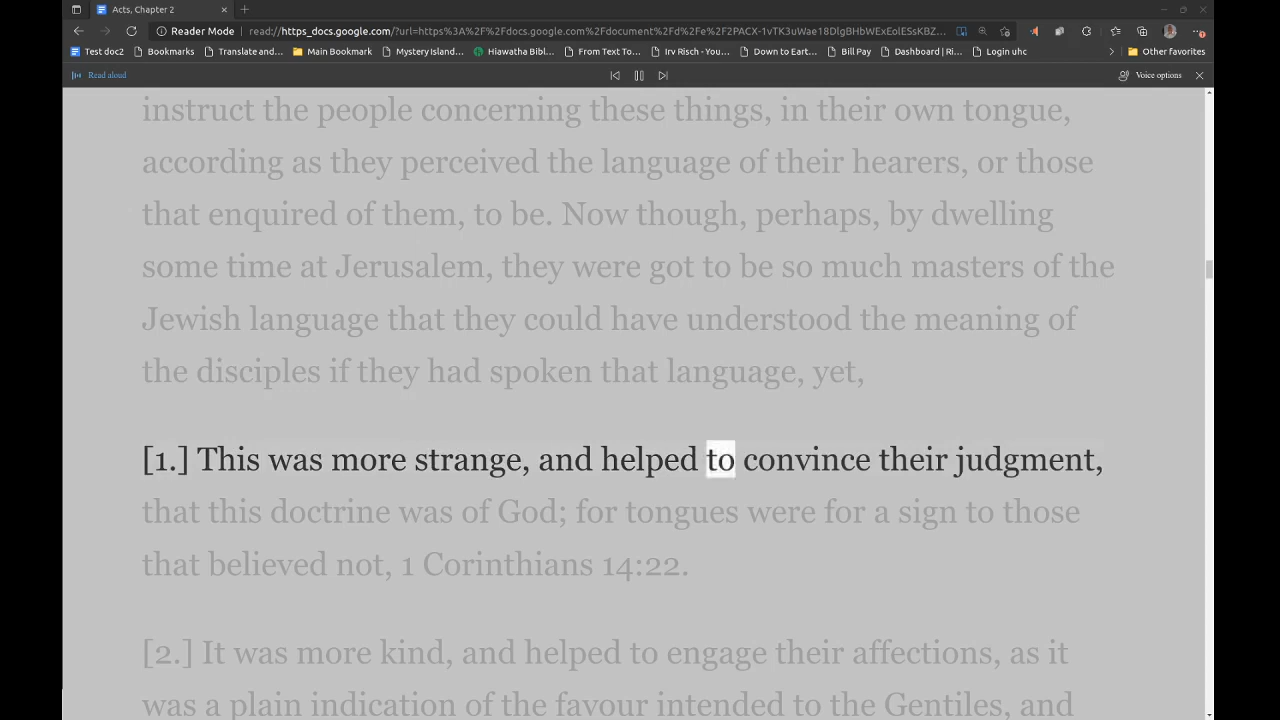 Acts, Chapter 2
Reader Mode
read://https_docs.google.com/?url=https%3A%2F%2Fdocs.google.com%2Fdocument%2Fd%2Fe%2F2PACX-1vTK3uWae18DlgBHbWExEolESsKBZ...
Test doc2
Bookmarks
Translate and...
Main Bookmark
Mystery Island...
Hiawatha Bibl...
From Text To...
Irv Risch - You...
Down to Eart...
Bill Pay
Dashboard | Ri...
Login uhc
Other favorites
Read aloud
Voice options
instruct the people concerning these things, in their own tongue,
according as they perceived the language of their hearers, or those
that enquired of them, to be. Now though, perhaps, by dwelling
some time at Jerusalem, they were got to be so much masters of the
Jewish language that they could have understood the meaning of
the disciples if they had spoken that language, yet,
[1.] This was more strange, and helped to convince their judgment,
that this doctrine was of God; for tongues were for a sign to those
that believed not, 1 Corinthians 14:22.
[2.] It was more kind, and helped to engage their affections, as it
was a plain indication of the favour intended to the Gentiles, and